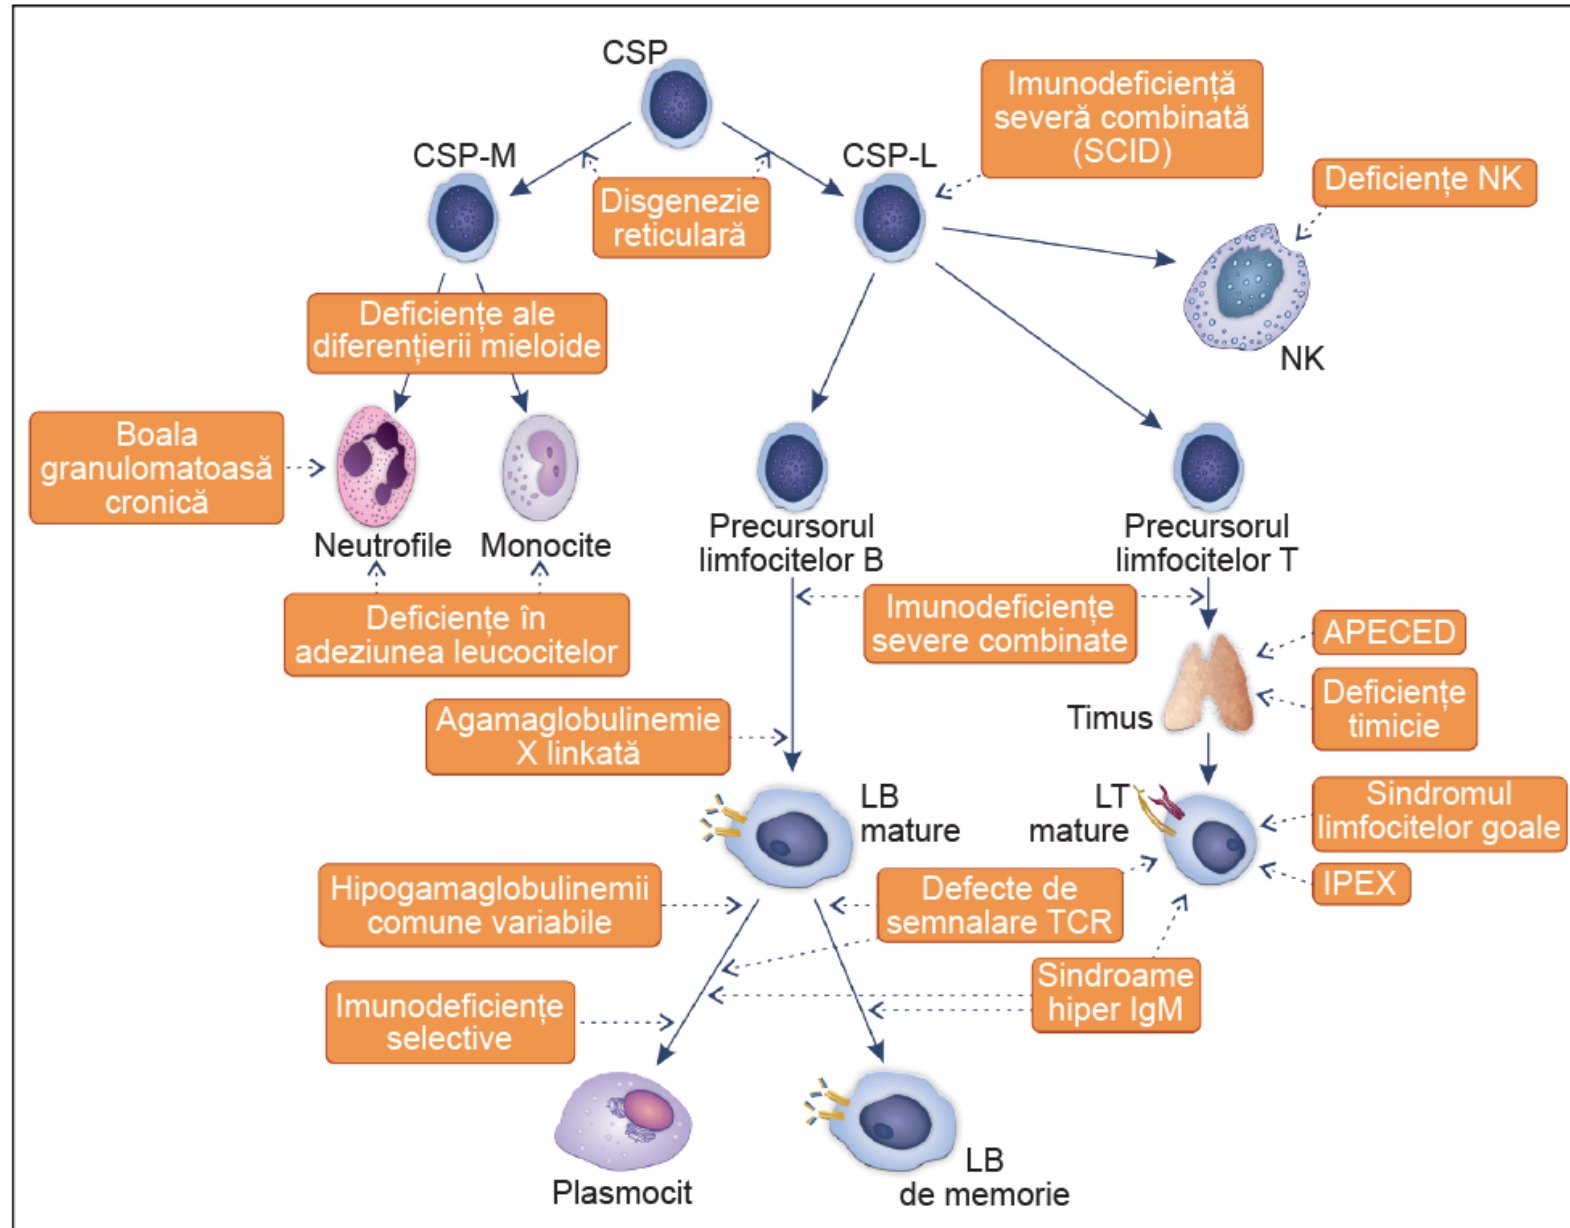 CSP
Imunodeficiență
severă combinată
(SCID)
CSP-M
CSP-L
Deficiențe NK
Disgenezie
reticulară
Deficiențe ale
diferențierii mieloide
NK
Boala
granulomatoasă
cronică
Neutrofile
Monocite
Precursorul
limfocitelor B
Precursorul
limfocitelor T
Deficiențe în
adeziunea leucocitelor
Imunodeficiențe
severe combinate
APECED
Deficiențe
timicie
Timus
Agamaglobulinemie
X linkată
LB
mature
LT
mature
Sindromul
limfocitelor goale
IPEX
Hipogamaglobulinemii
comune variabile
Defecte de
semnalare TCR
Imunodeficiențe
selective
Sindroame
hiper IgM
Plasmocit
LB
de memorie